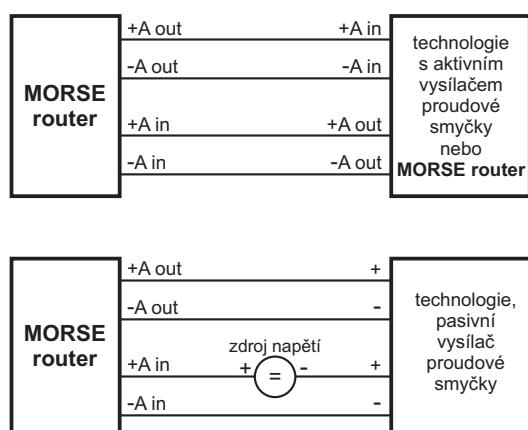 +A out +A in
-A out -A in
MORSE
router
+A in +A out
-A in -A out
technologie
s aktivním
vysílačem
proudové
smyčky
nebo
MORSE router
+A out +
-A out -
MORSE
router
zdroj napětí
+A in + = - +
-A in -
technologie,
pasivní
vysílač
proudové
smyčky